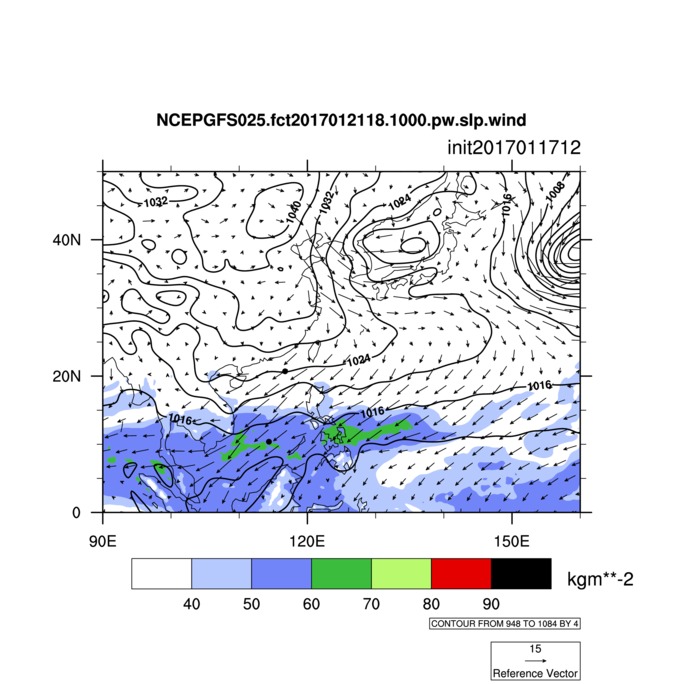 NCEPGFS025.fct2017012118.1000.pw.slp.wind
init2017011712
1032
1040
1032
1024
1016
1008
40N
1024
20N
1016
1016
1016
0
90E
120E
150E
kgm**-2
40
50
60
70
80
90
CONTOUR FROM 948 TO 1084 BY 4
15
Reference Vector